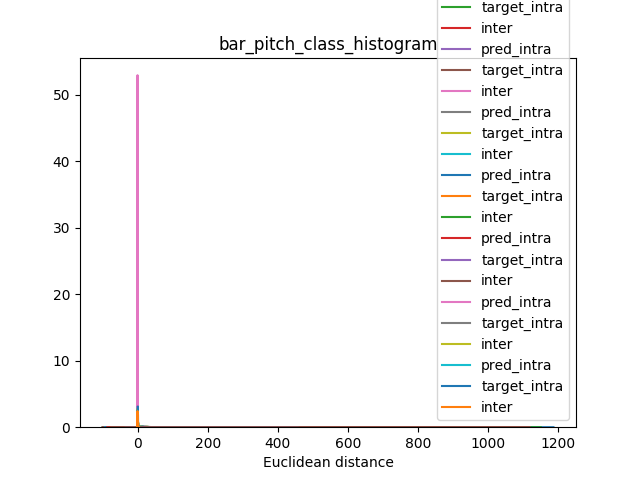 target_intra
inter
bar_pitch_class_histogram
pred_intra
target_intra
inter
pred_intra
target_intra
inter
pred_intra
target_intra
inter
pred_intra
target_intra
inter
pred_intra
target_intra
inter
pred_intra
target_intra
inter
50
40
30
20
10
0
0 200 400 600 800 1000 1200
Euclidean distance